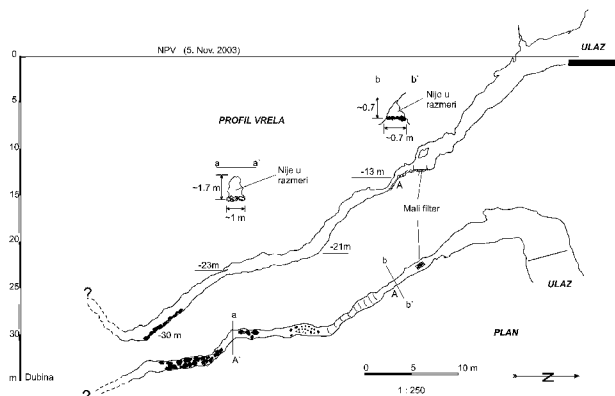 NPV (5. Nov. 2003)
ULAZ
0
5
10
15
20
25
30
m
Dubina
PROFIL VRELA
b b'
~0.7
Nije u
razmeri
~0.7 m
a a'
~1.7 m
Nije u
razmeri
~1 m
-13 m
A
Mali filter
-21m
-23m
-30 m
?
b
A
b'
ULAZ
a
A'
PLAN
?
0 5 10 m
1 : 250
N